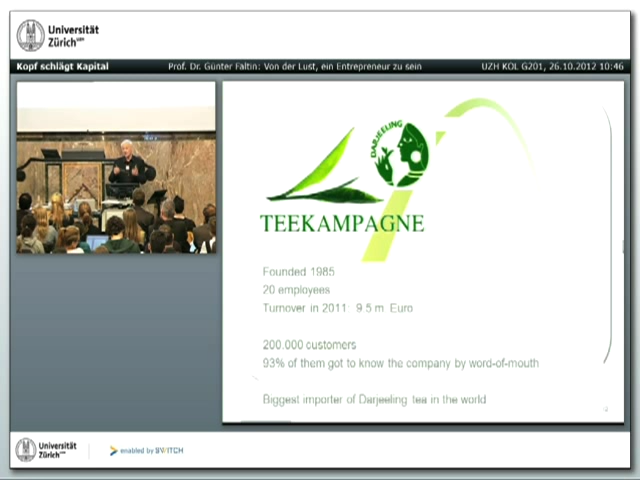 Universität
Zürich UZH
Kopf schlägt Kapital
Prof. Dr. Günter Faltin: Von der Lust, ein Entrepreneur zu sein
UZH KOL G201, 26.10.2012 10:46
DARJEELING
TEEKAMPAGNE
Founded 1985
20 employees
Turnover in 2011: 9.5 m. Euro
200.000 customers
93% of them got to know the company by word-of-mouth
Biggest importer of Darjeeling tea in the world
Universität
Zürich UZH
enabled by SWITCH